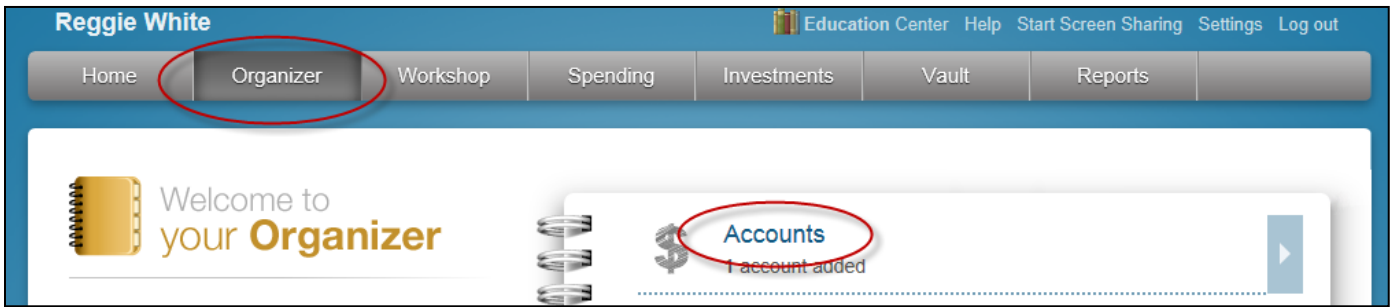 Reggie White
Education Center Help Start Screen Sharing Settings Log out
Home Organizer Workshop Spending Investments Vault Reports
Welcome to
your Organizer
Accounts
1 account added